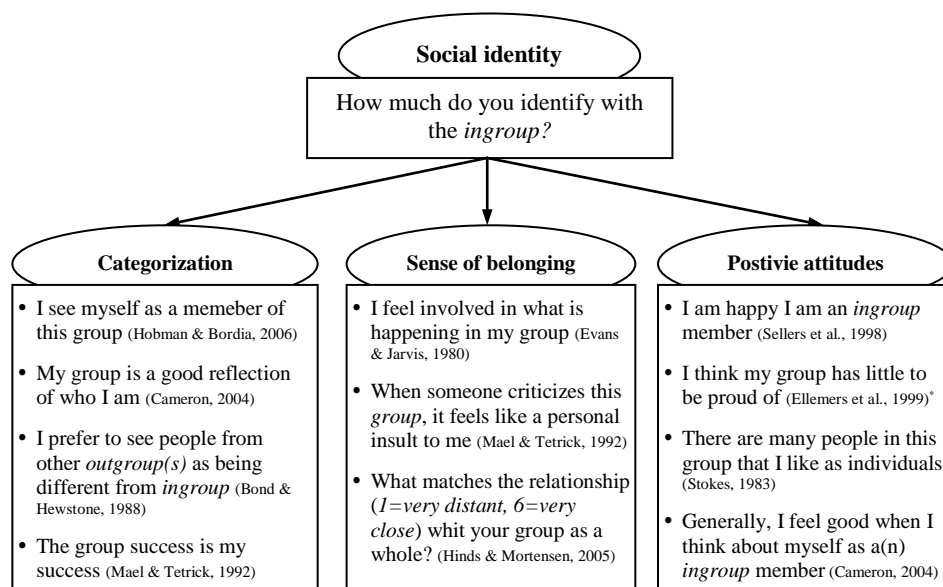 Social identity
How much do you identify with
the ingroup?
Categorization
• I see myself as a memeber of
this group (Hobman & Bordia, 2006)
• My group is a good reflection
of who I am (Cameron, 2004)
• I prefer to see people from
other outgroup(s) as being
different from ingroup (Bond &
Hewstone, 1988)
• The group success is my
success (Mael & Tetrick, 1992)
Sense of belonging
• I feel involved in what is
happening in my group (Evans
& Jarvis, 1980)
• When someone criticizes this
group, it feels like a personal
insult to me (Mael & Tetrick, 1992)
• What matches the relationship
(1=very distant, 6=very
close) whit your group as a
whole? (Hinds & Mortensen, 2005)
Postivie attitudes
• I am happy I am an ingroup
member (Sellers et al., 1998)
• I think my group has little to
be proud of (Ellemers et al., 1999)*
• There are many people in this
group that I like as individuals
(Stokes, 1983)
• Generally, I feel good when I
think about myself as a(n)
ingroup member (Cameron, 2004)